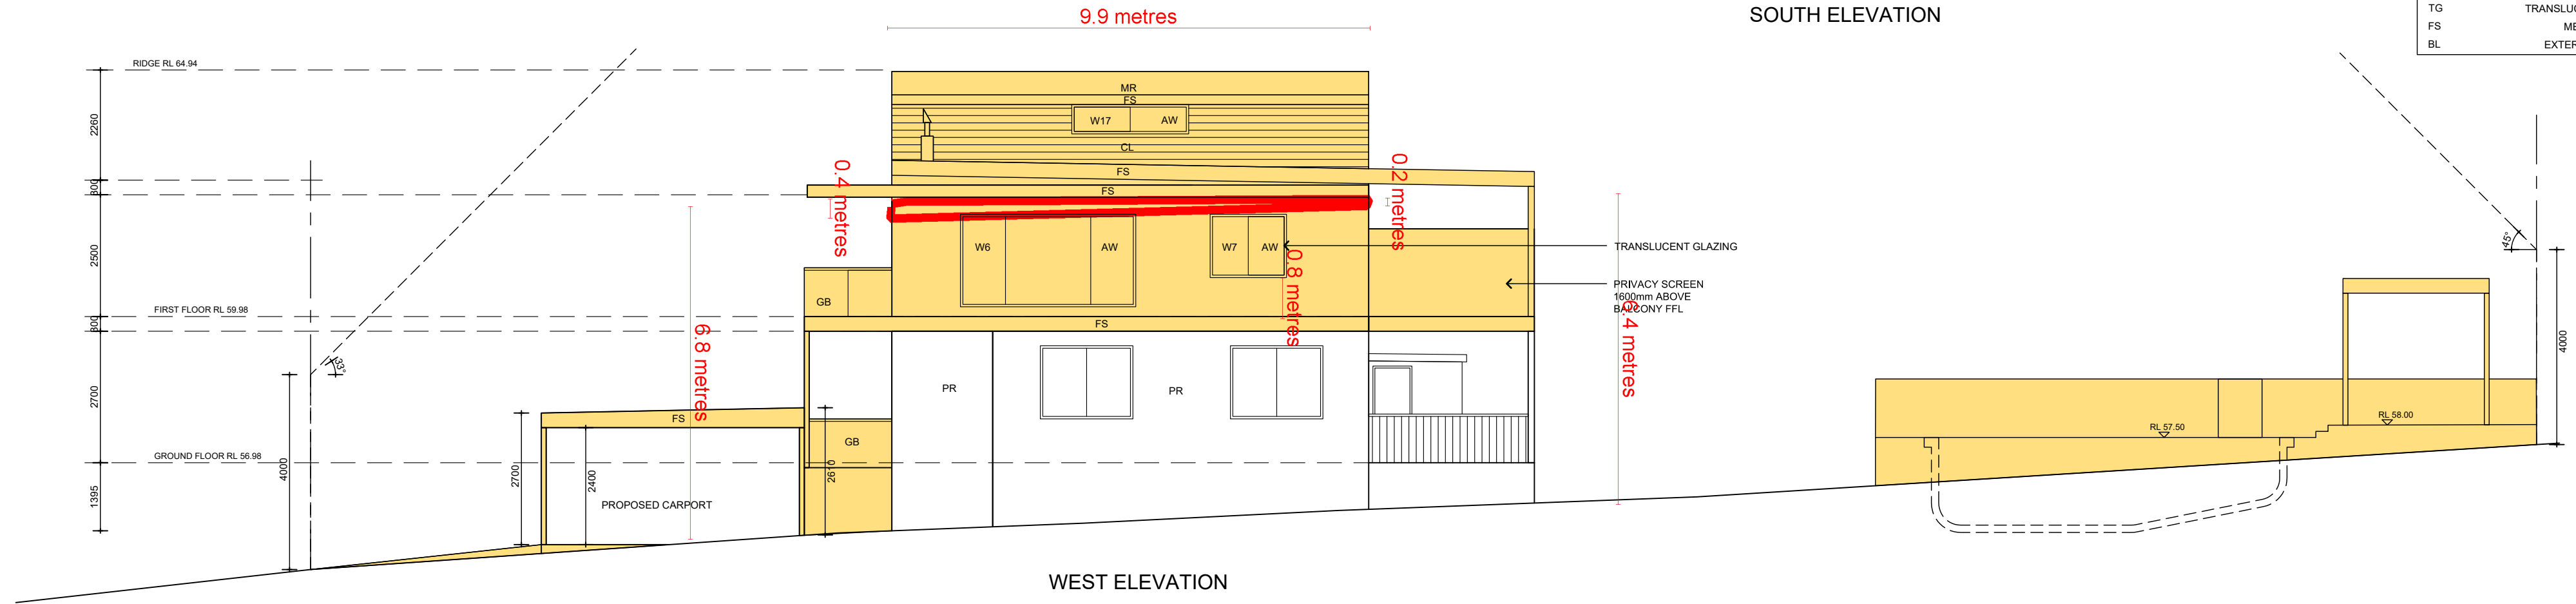 9.9 metres
SOUTH ELEVATION
TG
FS
BL
RIDGE RL 64.94
MR
FS
W17 AW
CL
FS
FS
2260
300
0.4 metres
0.2 metres
2500
W6 AW
W7 AW
TRANSLUCENT GLAZING
0.8 metres
PRIVACY SCREEN
1600mm ABOVE
BALCONY FFL
GB
FIRST FLOOR RL 59.98
300
FS
6.8 metres
6.4 metres
45°
4000
33°
2700
PR
PR
FS
GB
GROUND FLOOR RL 56.98
4000
2700
2400
2610
1395
PROPOSED CARPORT
RL 57.50
RL 58.00
WEST ELEVATION